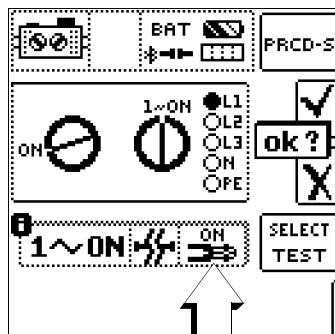 BAT
PRCD-S
ON
1~ON
L1
L2
L3
N
PE
ok ?
1~ON
ON
SELECT
TEST